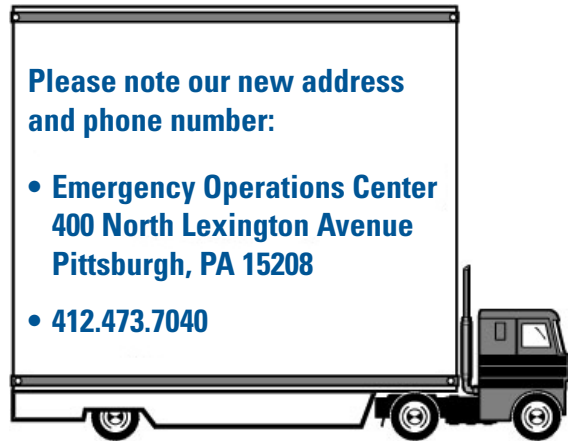 Please note our new address
and phone number:
• Emergency Operations Center
400 North Lexington Avenue
Pittsburgh, PA 15208
• 412.473.7040